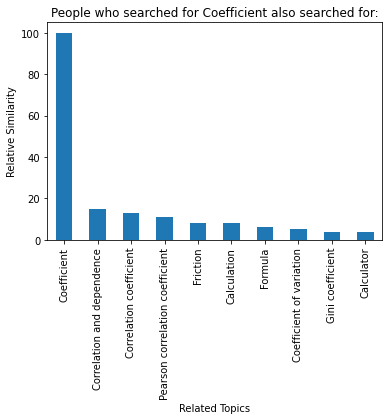 People who searched for Coefficient also searched for:
Relative Similarity
100
80
60
40
20
0
Coefficient
Correlation and dependence
Correlation coefficient
Pearson correlation coefficient
Friction
Calculation
Formula
Coefficient of variation
Gini coefficient
Calculator
Related Topics